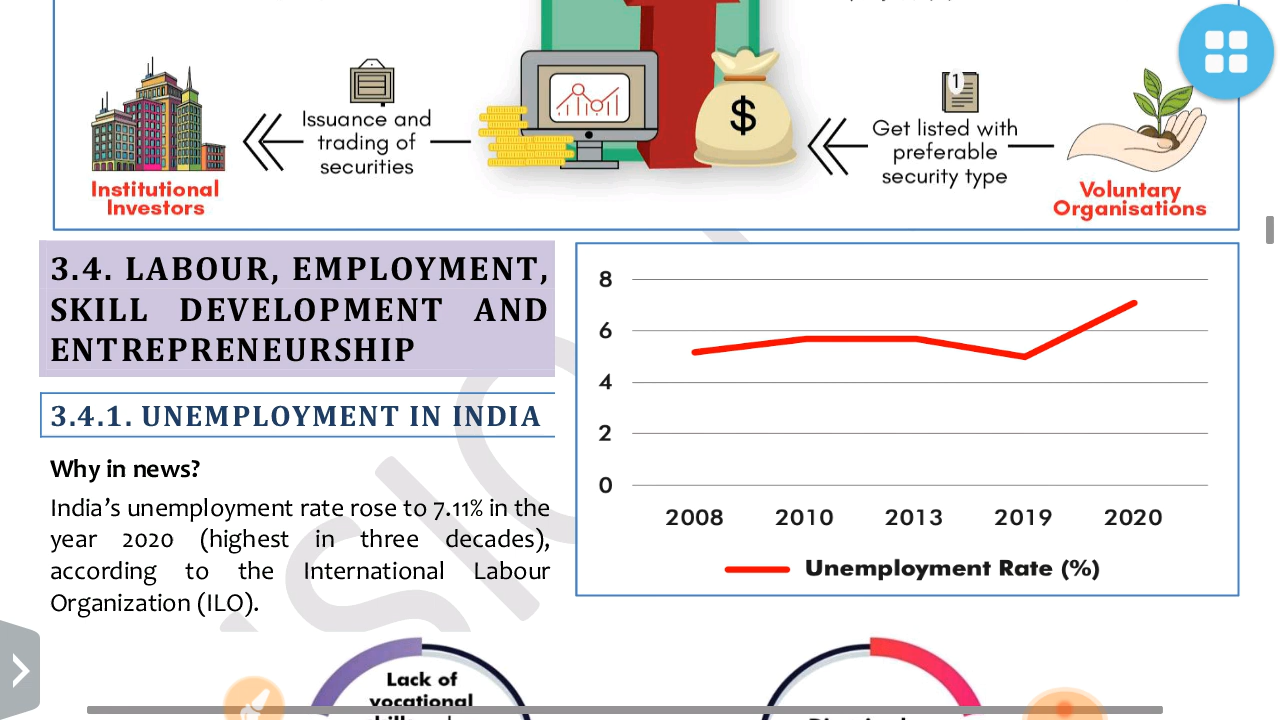 Issuance and
trading of
securities
Institutional
Investors
$
1
Get listed with
preferable
security type
Voluntary
Organisations
3.4. LABOUR, EMPLOYMENT,
SKILL DEVELOPMENT AND
ENTREPRENEURSHIP
3.4.1. UNEMPLOYMENT IN INDIA
Why in news?
India's unemployment rate rose to 7.11% in the
year 2020 (highest in three decades),
according to the International Labour
Organization (ILO).
8
6
4
2
0
2008 2010 2013 2019 2020
Unemployment Rate (%)
Lack of
vocational